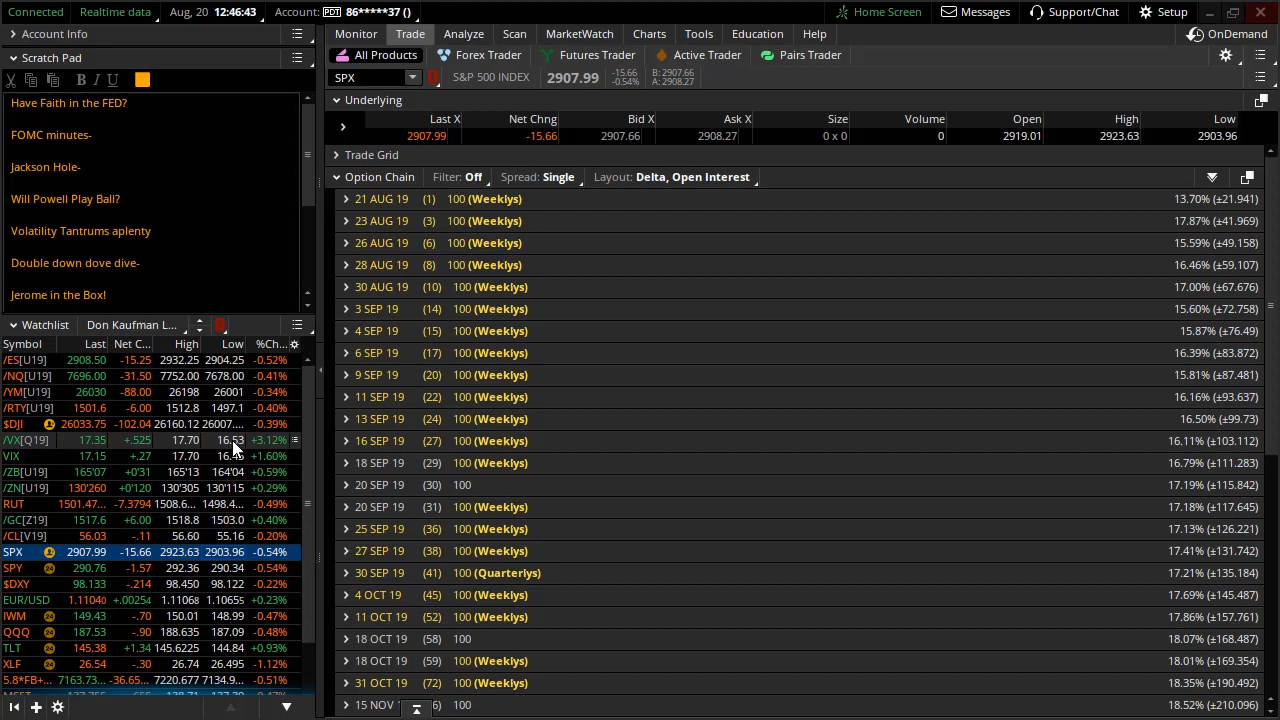 Connected Realtime data Aug, 20 12:46:43 Account: PDT 86*****37 () Home Screen Messages Support/Chat Setup
Account Info
Monitor Trade Analyze Scan MarketWatch Charts Tools Education Help OnDemand
Scratch Pad
All Products Forex Trader Futures Trader Active Trader Pairs Trader
B I U
SPX S&P 500 INDEX 2907.99 -15.66 -0.54% B: 2907.66 A: 2908.27
Have Faith in the FED?
FOMC minutes-
Jackson Hole-
Will Powell Play Ball?
Volatility Tantrums aplenty
Double down dove dive-
Jerome in the Box!
Underlying
Last X Net Chng Bid X Ask X Size Volume Open High Low
2907.99 -15.66 2907.66 2908.27 0 x 0 0 2919.01 2923.63 2903.96
Trade Grid
Option Chain Filter: Off Spread: Single Layout: Delta, Open Interest
21 AUG 19 (1) 100 (Weeklys) 13.70% (±21.941)
23 AUG 19 (3) 100 (Weeklys) 17.87% (±41.969)
26 AUG 19 (6) 100 (Weeklys) 15.59% (±49.158)
28 AUG 19 (8) 100 (Weeklys) 16.46% (±59.107)
30 AUG 19 (10) 100 (Weeklys) 17.00% (±67.676)
3 SEP 19 (14) 100 (Weeklys) 15.60% (±72.758)
4 SEP 19 (15) 100 (Weeklys) 15.87% (±76.49)
6 SEP 19 (17) 100 (Weeklys) 16.39% (±83.872)
9 SEP 19 (20) 100 (Weeklys) 15.81% (±87.481)
11 SEP 19 (22) 100 (Weeklys) 16.16% (±93.637)
13 SEP 19 (24) 100 (Weeklys) 16.50% (±99.73)
16 SEP 19 (27) 100 (Weeklys) 16.11% (±103.112)
18 SEP 19 (29) 100 (Weeklys) 16.79% (±111.283)
20 SEP 19 (30) 100 17.19% (±115.842)
20 SEP 19 (31) 100 (Weeklys) 17.18% (±117.645)
25 SEP 19 (36) 100 (Weeklys) 17.13% (±126.221)
27 SEP 19 (38) 100 (Weeklys) 17.41% (±131.742)
30 SEP 19 (41) 100 (Quarterlys) 17.21% (±135.184)
4 OCT 19 (45) 100 (Weeklys) 17.69% (±145.487)
11 OCT 19 (52) 100 (Weeklys) 17.86% (±157.761)
18 OCT 19 (58) 100 18.07% (±168.487)
18 OCT 19 (59) 100 (Weeklys) 18.01% (±169.354)
31 OCT 19 (72) 100 (Weeklys) 18.35% (±190.492)
15 NOV 6) 100 18.52% (±210.096)
Watchlist Don Kaufman L...
Symbol Last Net C... High Low %Ch...
/ES[U19] 2908.50 -15.25 2932.25 2904.25 -0.52%
/NQ[U19] 7696.00 -31.50 7752.00 7678.00 -0.41%
/YM[U19] 26030 -88.00 26198 26001 -0.34%
/RTY[U19] 1501.6 -6.00 1512.8 1497.1 -0.40%
$DJI 26033.75 -102.04 26160.12 26007.... -0.39%
/VX[Q19] 17.35 +.525 17.70 16.53 +3.12%
VIX 17.15 +.27 17.70 +1.60%
/ZB[U19] 165'07 +0'31 165'13 164'04 +0.59%
/ZN[U19] 130'260 +0'120 130'305 130'115 +0.29%
RUT 1501.47... -7.3794 1508.6... 1498.4... -0.49%
/GC[Z19] 1517.6 +6.00 1518.8 1503.0 +0.40%
/CL[V19] 56.03 -.11 56.60 55.16 -0.20%
SPX 2907.99 -15.66 2923.63 2903.96 -0.54%
SPY 290.76 -1.57 292.36 290.34 -0.54%
$DXY 98.133 -.214 98.450 98.122 -0.22%
EUR/USD 1.11040 +.00254 1.11068 1.10655 +0.23%
IWM 149.43 -.70 150.01 148.99 -0.47%
QQQ 187.53 -.90 188.635 187.09 -0.48%
TLT 145.38 +1.34 145.6225 144.84 +0.93%
XLF 26.54 -.30 26.74 26.495 -1.12%
5.8*FB+... 7163.73... -36.65... 7220.677 7134.9... -0.51%